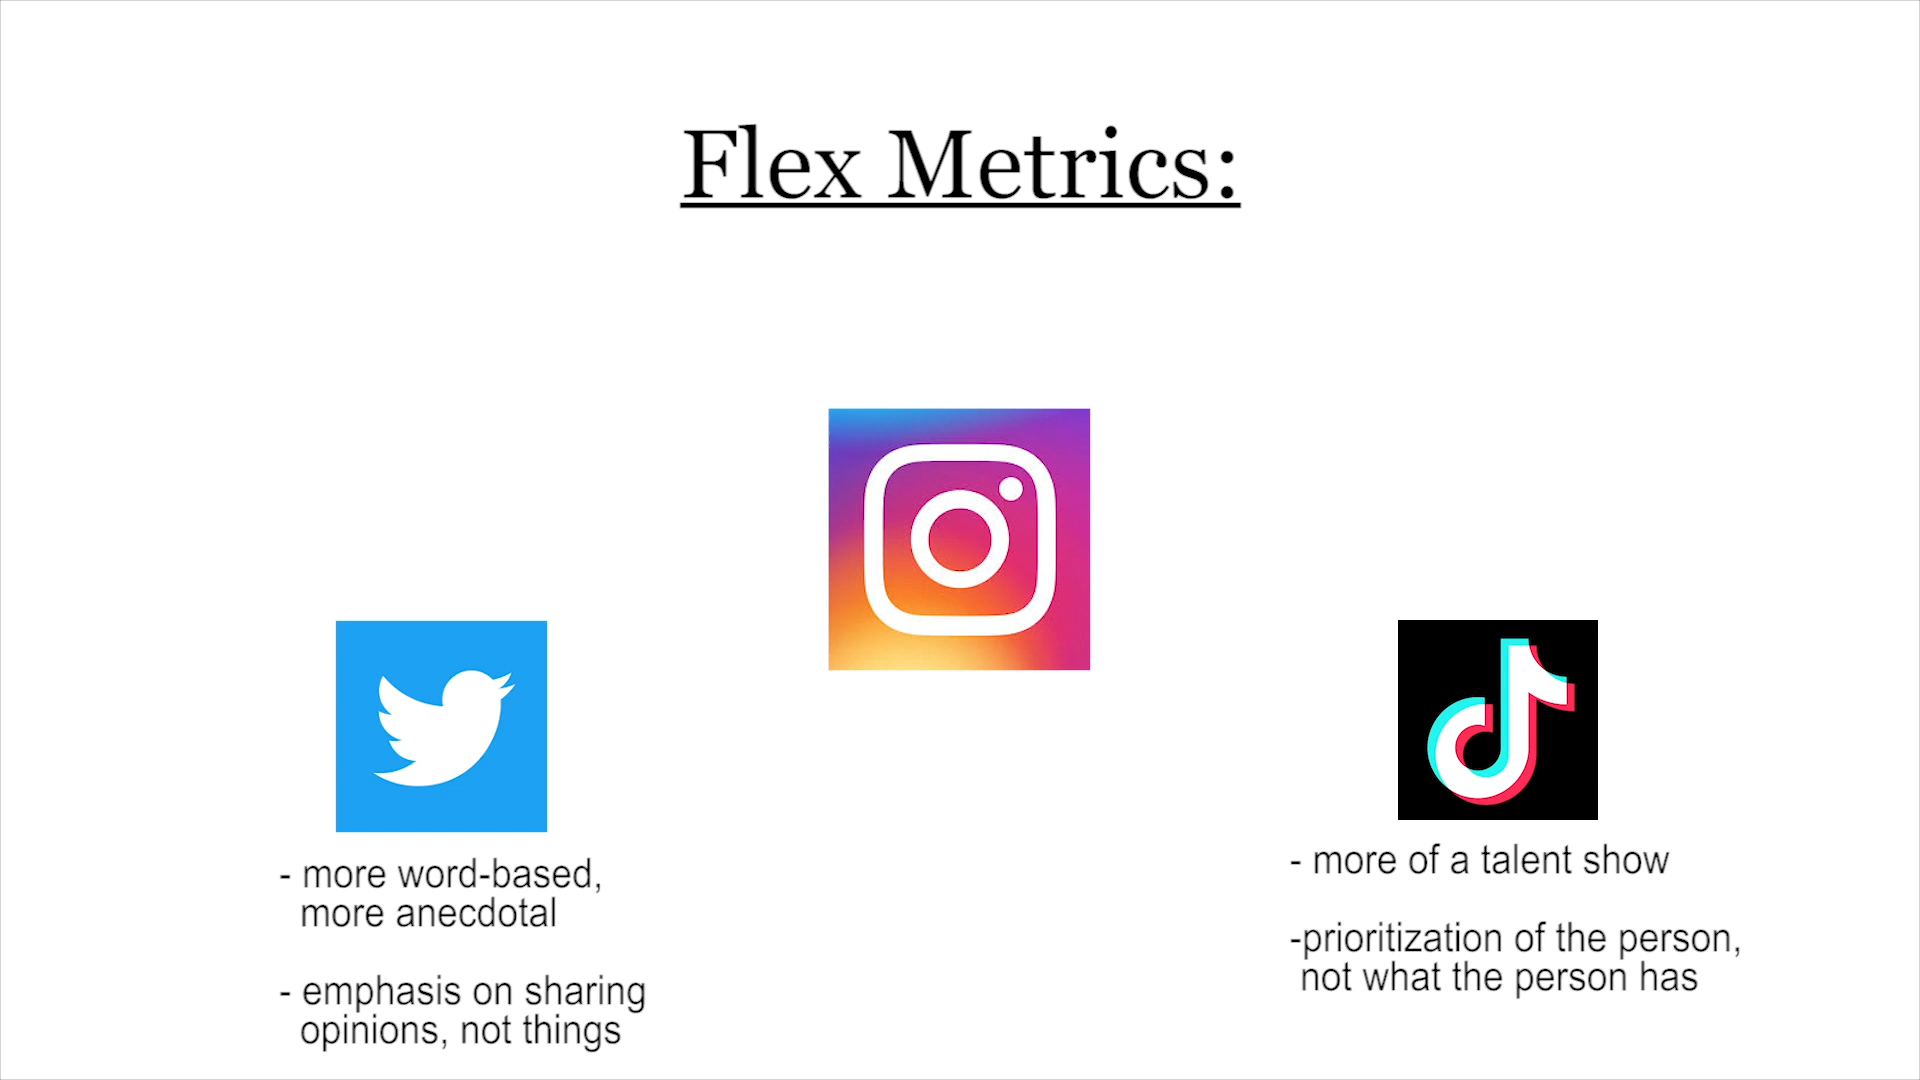 Flex Metrics:
- more word-based,
more anecdotal
- emphasis on sharing
opinions, not things
- more of a talent show
-prioritization of the person,
not what the person has